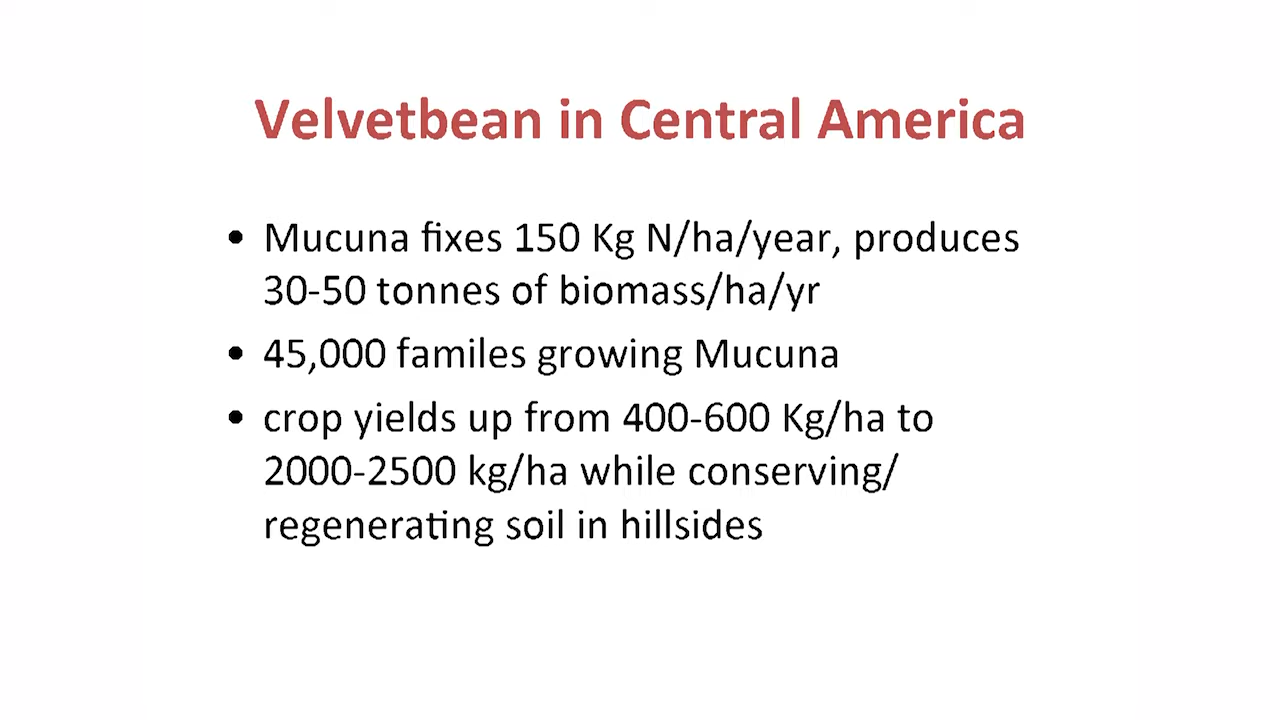 Velvetbean in Central America
• Mucuna fixes 150 Kg N/ha/year, produces
30-50 tonnes of biomass/ha/yr
• 45,000 familes growing Mucuna
• crop yields up from 400-600 Kg/ha to
2000-2500 kg/ha while conserving/
regenerating soil in hillsides